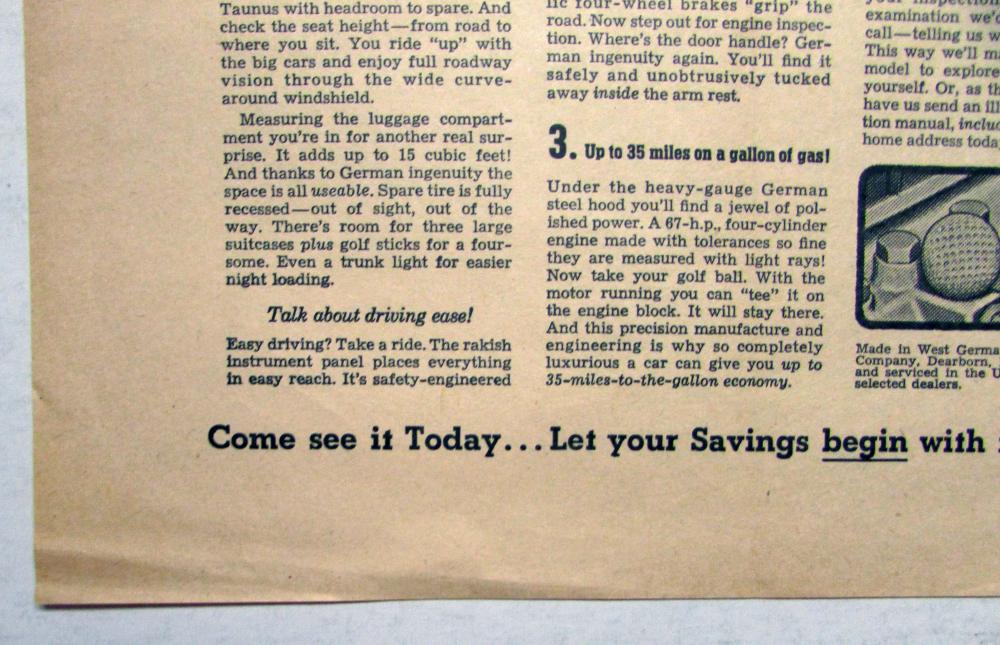 Taunus with headroom to spare. And
check the seat height—from road to
where you sit. You ride “up” with
the big cars and enjoy full roadway
vision through the wide curve-
around windshield.
Measuring the luggage compart-
ment you're in for another real sur-
prise. It adds up to 15 cubic feet!
And thanks to German ingenuity the
space is all useable. Spare tire is fully
recessed—out of sight, out of the
way. There's room for three large
suitcases plus golf sticks for a four-
some. Even a trunk light for easier
night loading.
Talk about driving ease!
Easy driving? Take a ride. The rakish
instrument panel places everything
in easy reach. It's safety-engineered
four-wheel brakes “grip” the
road. Now step out for engine inspec-
tion. Where's the door handle? Ger-
man ingenuity again. You'll find it
safely and unobtrusively tucked
away inside the arm rest.
3. Up to 35 miles on a gallon of gas!
Under the heavy-gauge German
steel hood you'll find a jewel of pol-
ished power. A 67-h.p., four-cylinder
engine made with tolerances so fine
they are measured with light rays!
Now take your golf ball. With the
motor running you can “tee” it on
the engine block. It will stay there.
And this precision manufacture and
engineering is why so completely
luxurious a car can give you up to
35-miles-to-the-gallon economy.
examination we'
call—telling us w
This way we'll m
model to explore
yourself. Or, as th
have us send an ill
tion manual, inclu
home address toda
Made in West Germa
Company, Dearborn,
and serviced in the U
selected dealers.
Come see it Today... Let your Savings begin with